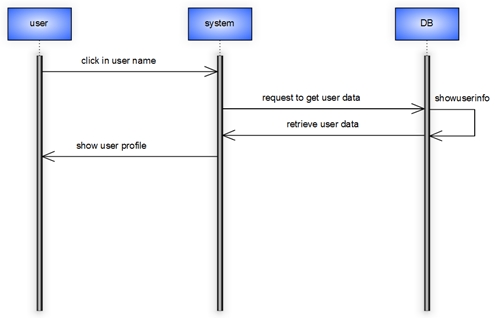 user
system
DB
click in user name
request to get user data
showuserinfo
retrieve user data
show user profile